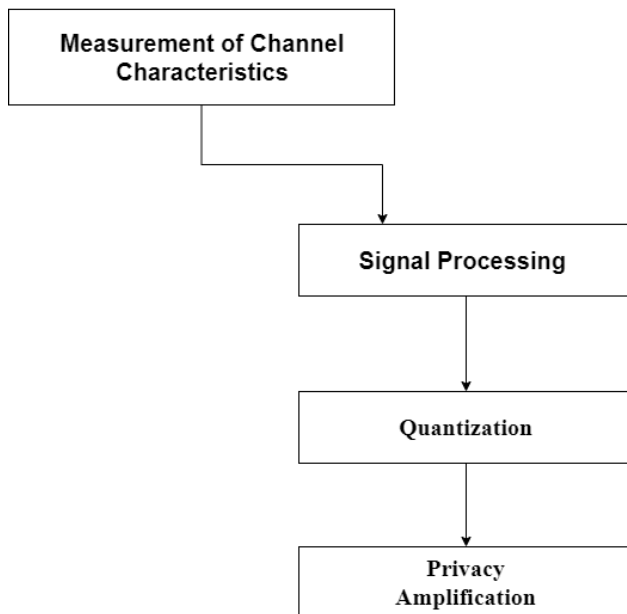 Measurement of Channel
Characteristics
Signal Processing
Quantization
Privacy
Amplification